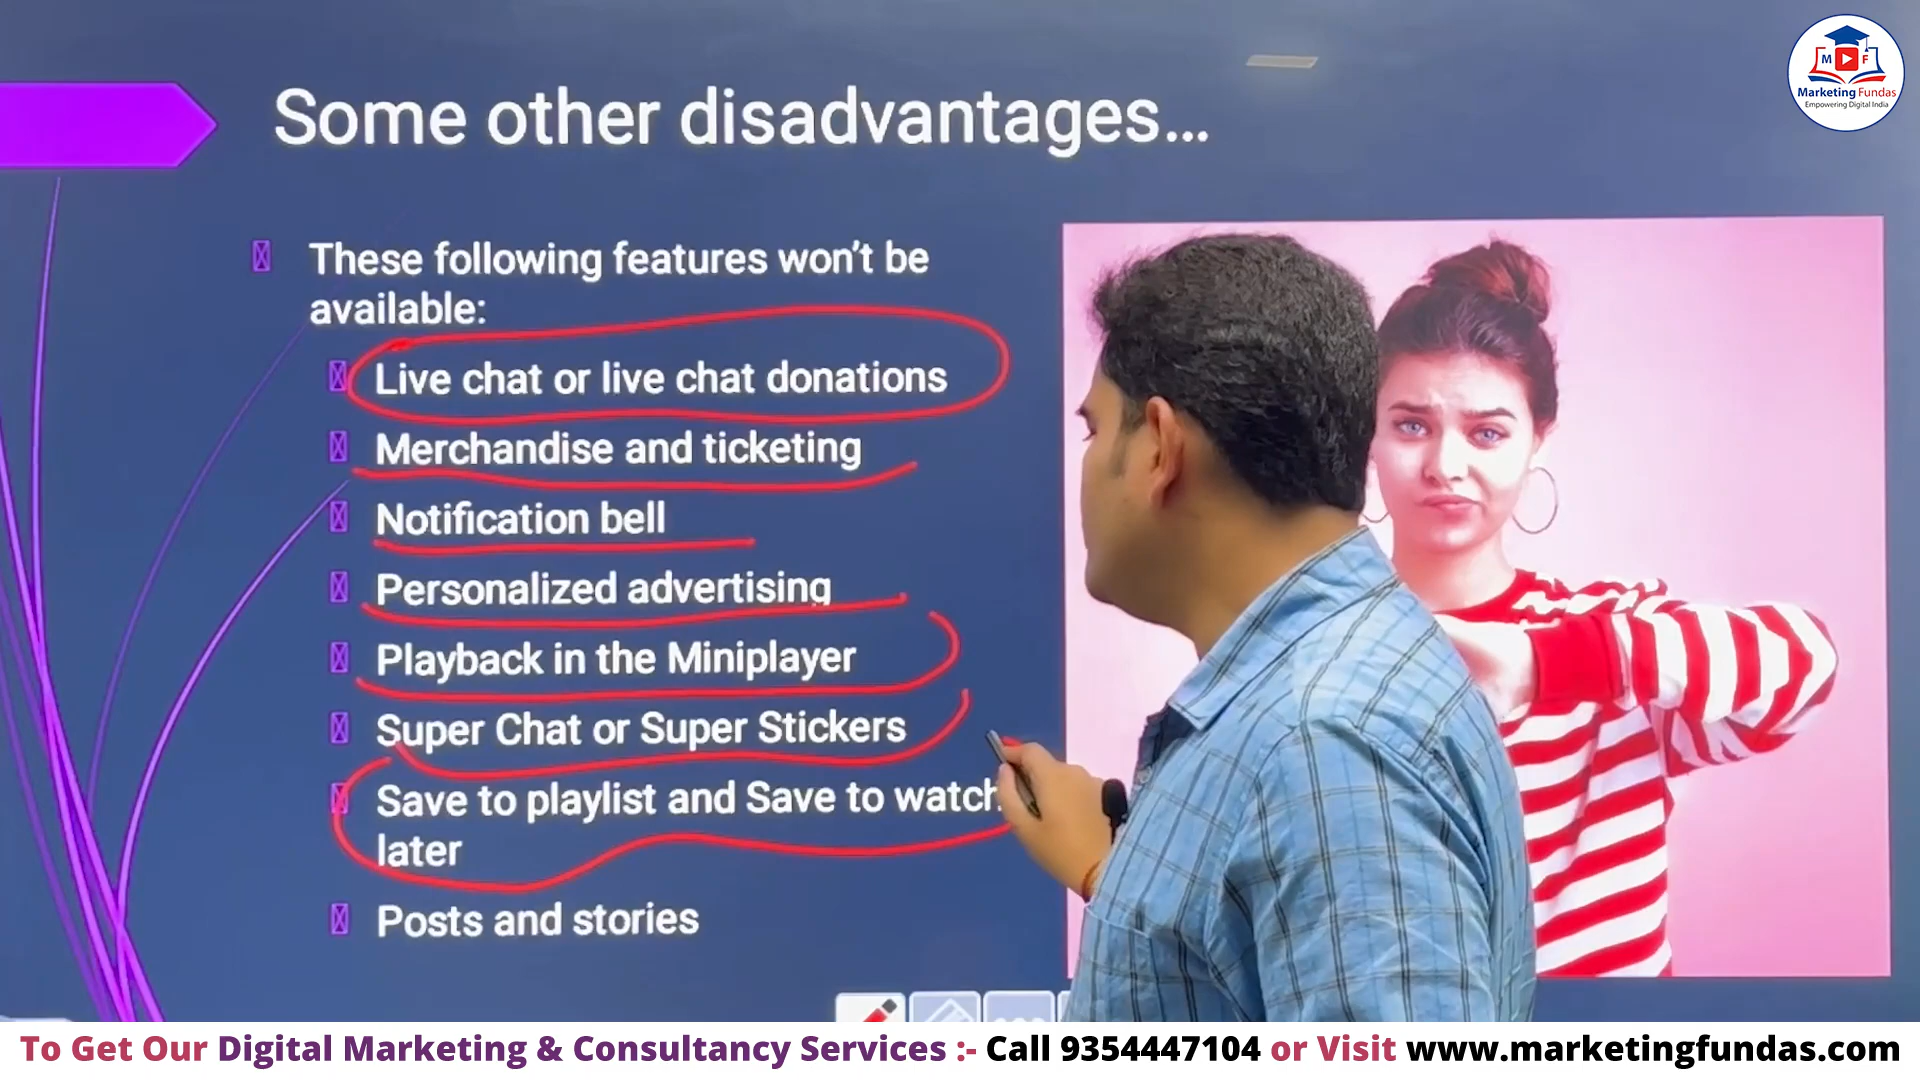 M F
Marketing Fundas
Empowering Digital India
Some other disadvantages...
These following features won't be
available:
Live chat or live chat donations
Merchandise and ticketing
Notification bell
Personalized advertising
Playback in the Miniplayer
Super Chat or Super Stickers
Save to playlist and Save to watch
later
Posts and stories
To Get Our Digital Marketing & Consultancy Services :- Call 9354447104 or Visit www.marketingfundas.com